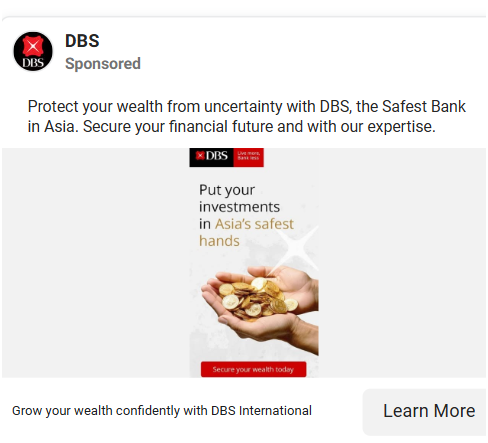 DBS
DBS
Sponsored
Protect your wealth from uncertainty with DBS, the Safest Bank
in Asia. Secure your financial future and with our expertise.
DBS
Live more,
Bank less
Put your
investments
in Asia's safest
hands
Secure your wealth today
Grow your wealth confidently with DBS International
Learn More